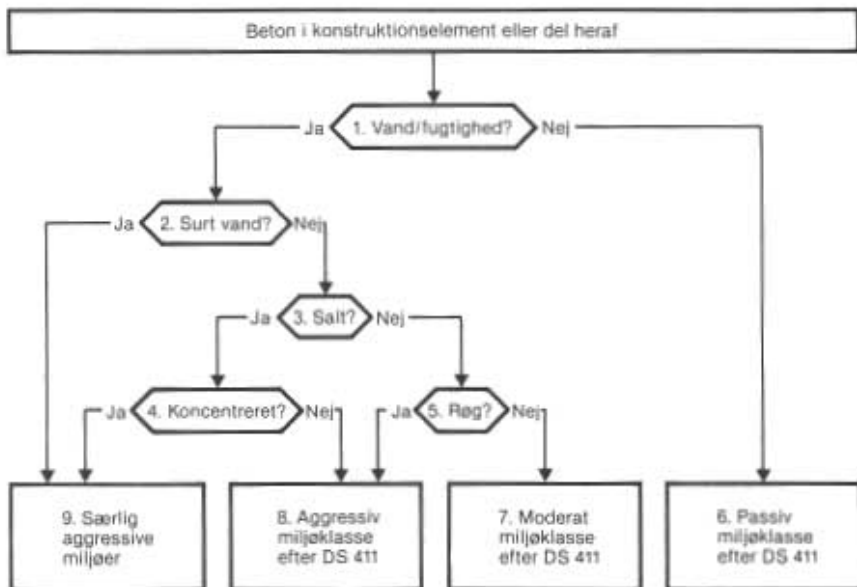 Beton i konstruktionselement eller del heraf
Ja
1. Vand/fugtighed?
Nej
Ja
2. Surt vand?
Nej
Ja
3. Salt?
Nej
Ja
4. Koncentreret?
Nej
Ja
5. Røg?
Nej
9. Særlig
aggressive
miljøer
8. Aggressiv
miljøklasse
efter DS 411
7. Moderat
miljøklasse
efter DS 411
6. Passiv
miljøklasse
efter DS 411